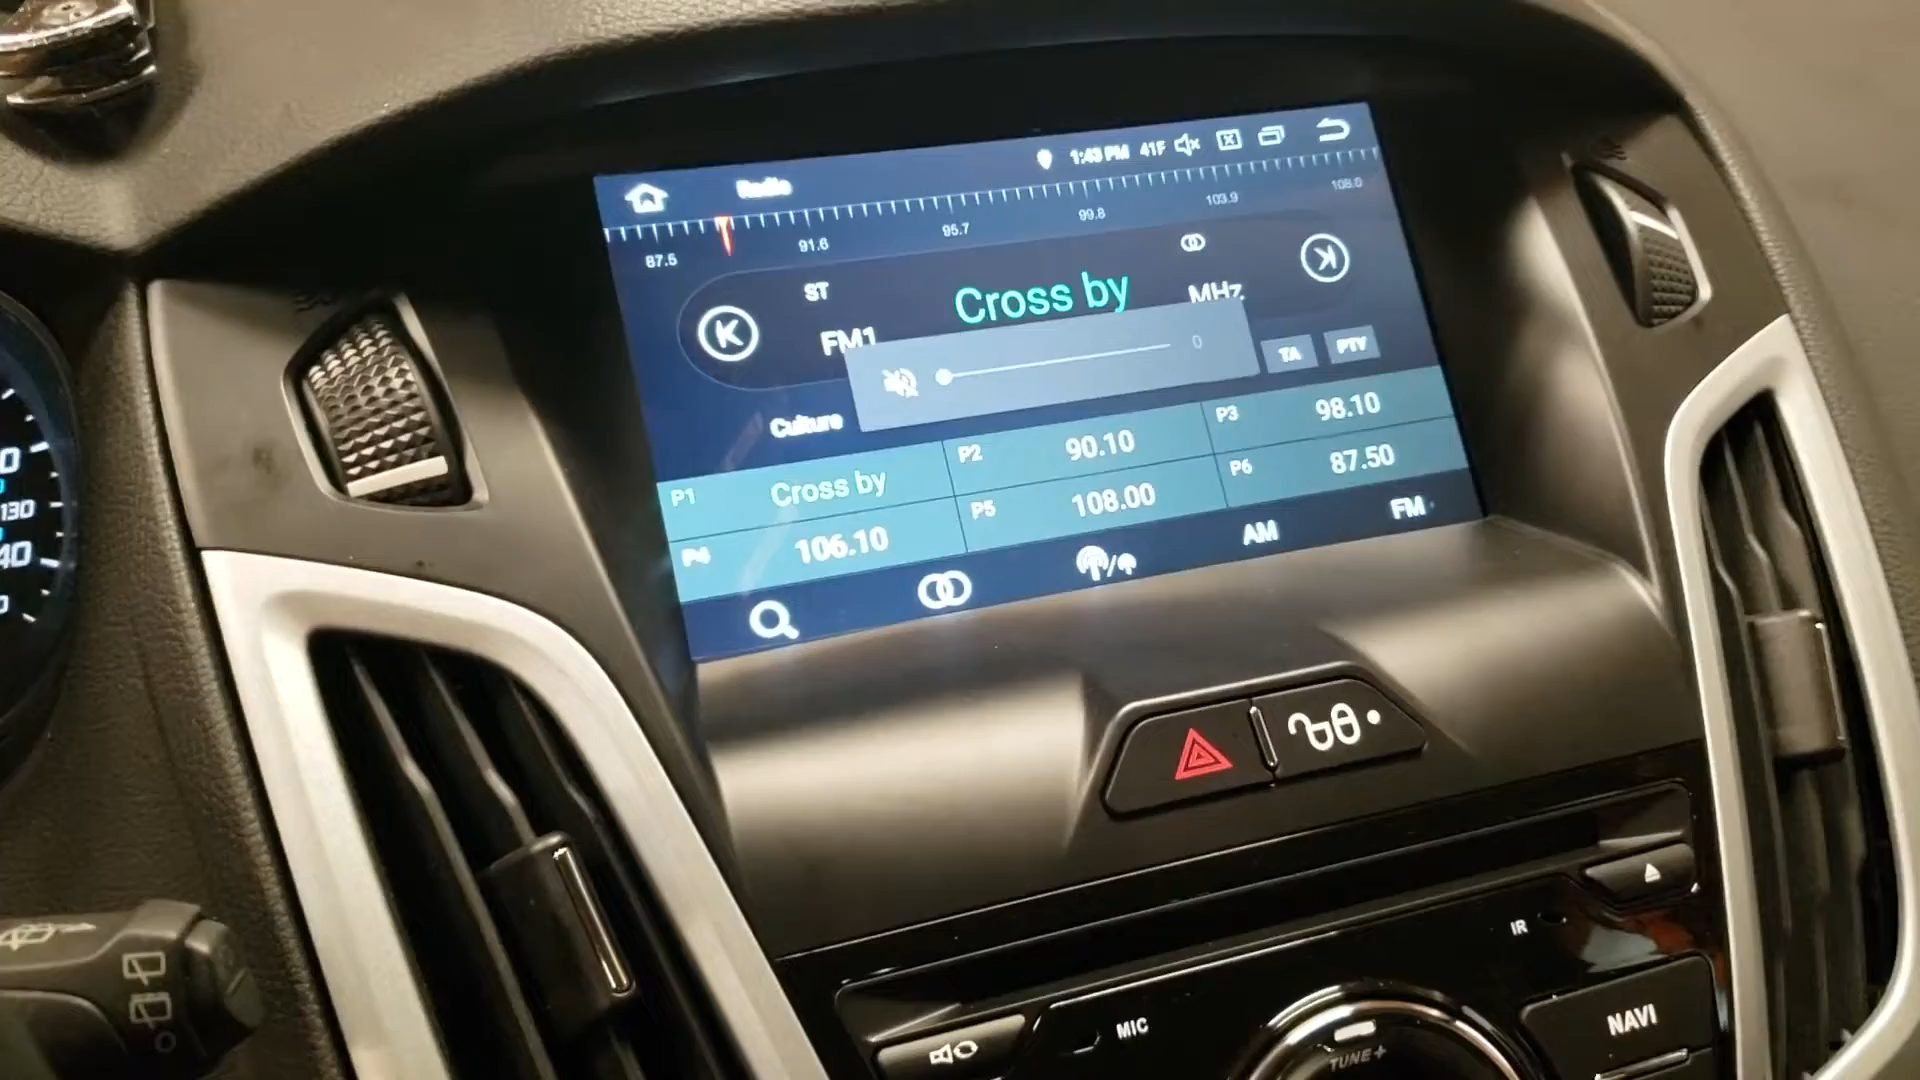 Radio 1:43 PM 41F
87.5 91.6 95.7 99.8 103.9 108.0
ST
FM1 Cross by MHz
0 TA PTY
Culture
P1 Cross by P2 90.10 P3 98.10
P4 106.10 P5 108.00 P6 87.50
AM FM
130
IR
MIC
NAVI
TUNE+